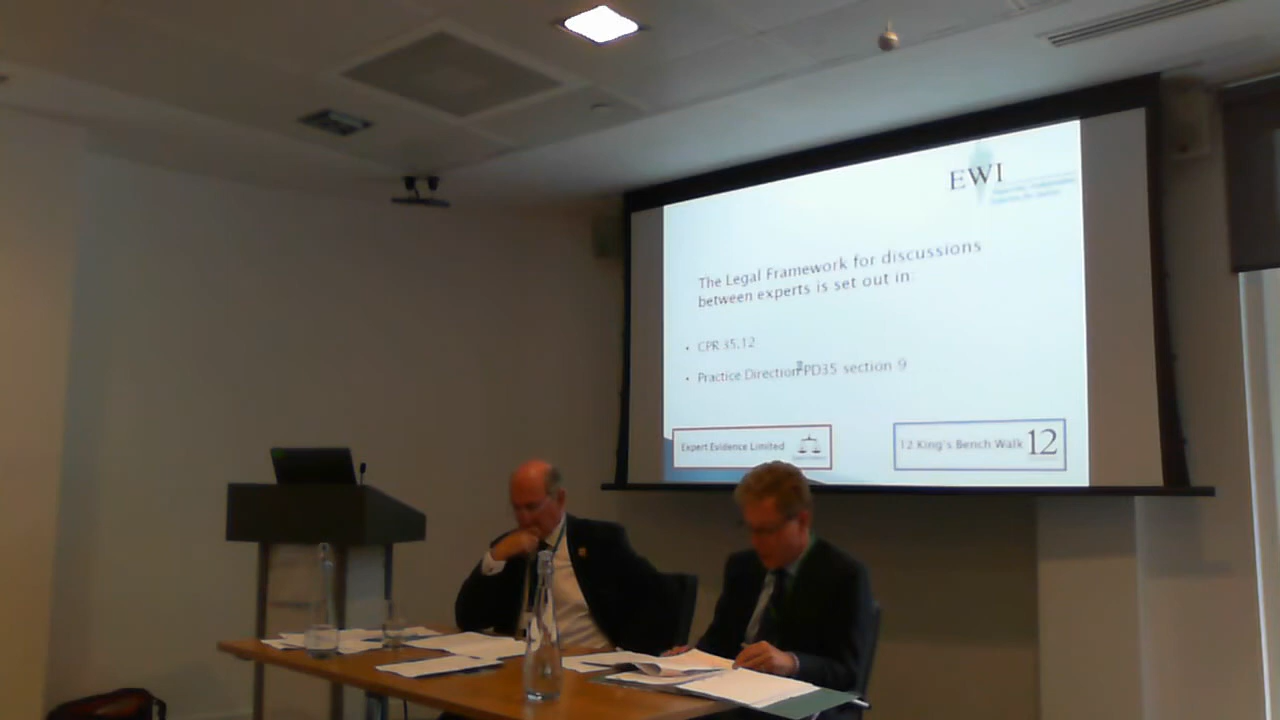 EWI
The Legal Framework for discussions
between experts is set out in:
• CPR 35.12
• Practice Direction PD35 section 9
Expert Evidence Limited
12 King's Bench Walk 12